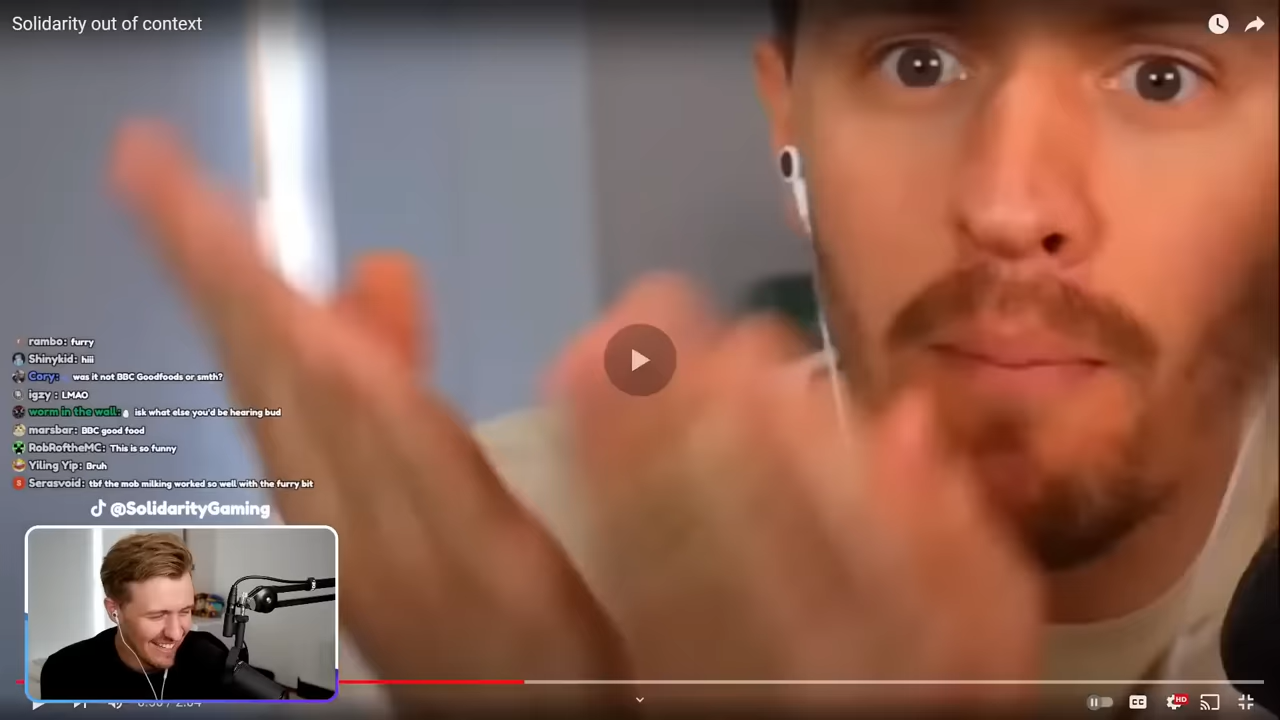 Solidarity out of context
rambo: furry
Shinykid: hiii
Cory: was it not BBC Goodfoods or smth?
igzy : LMAO
worm in the wall: isk what else you'd be hearing bud
marsbar: BBC good food
RobRoftheMC: This is so funny
Yiling Yip: Bruh
Serasvoid: tbf the mob milking worked so well with the furry bit
@SolidarityGaming
CC
HD